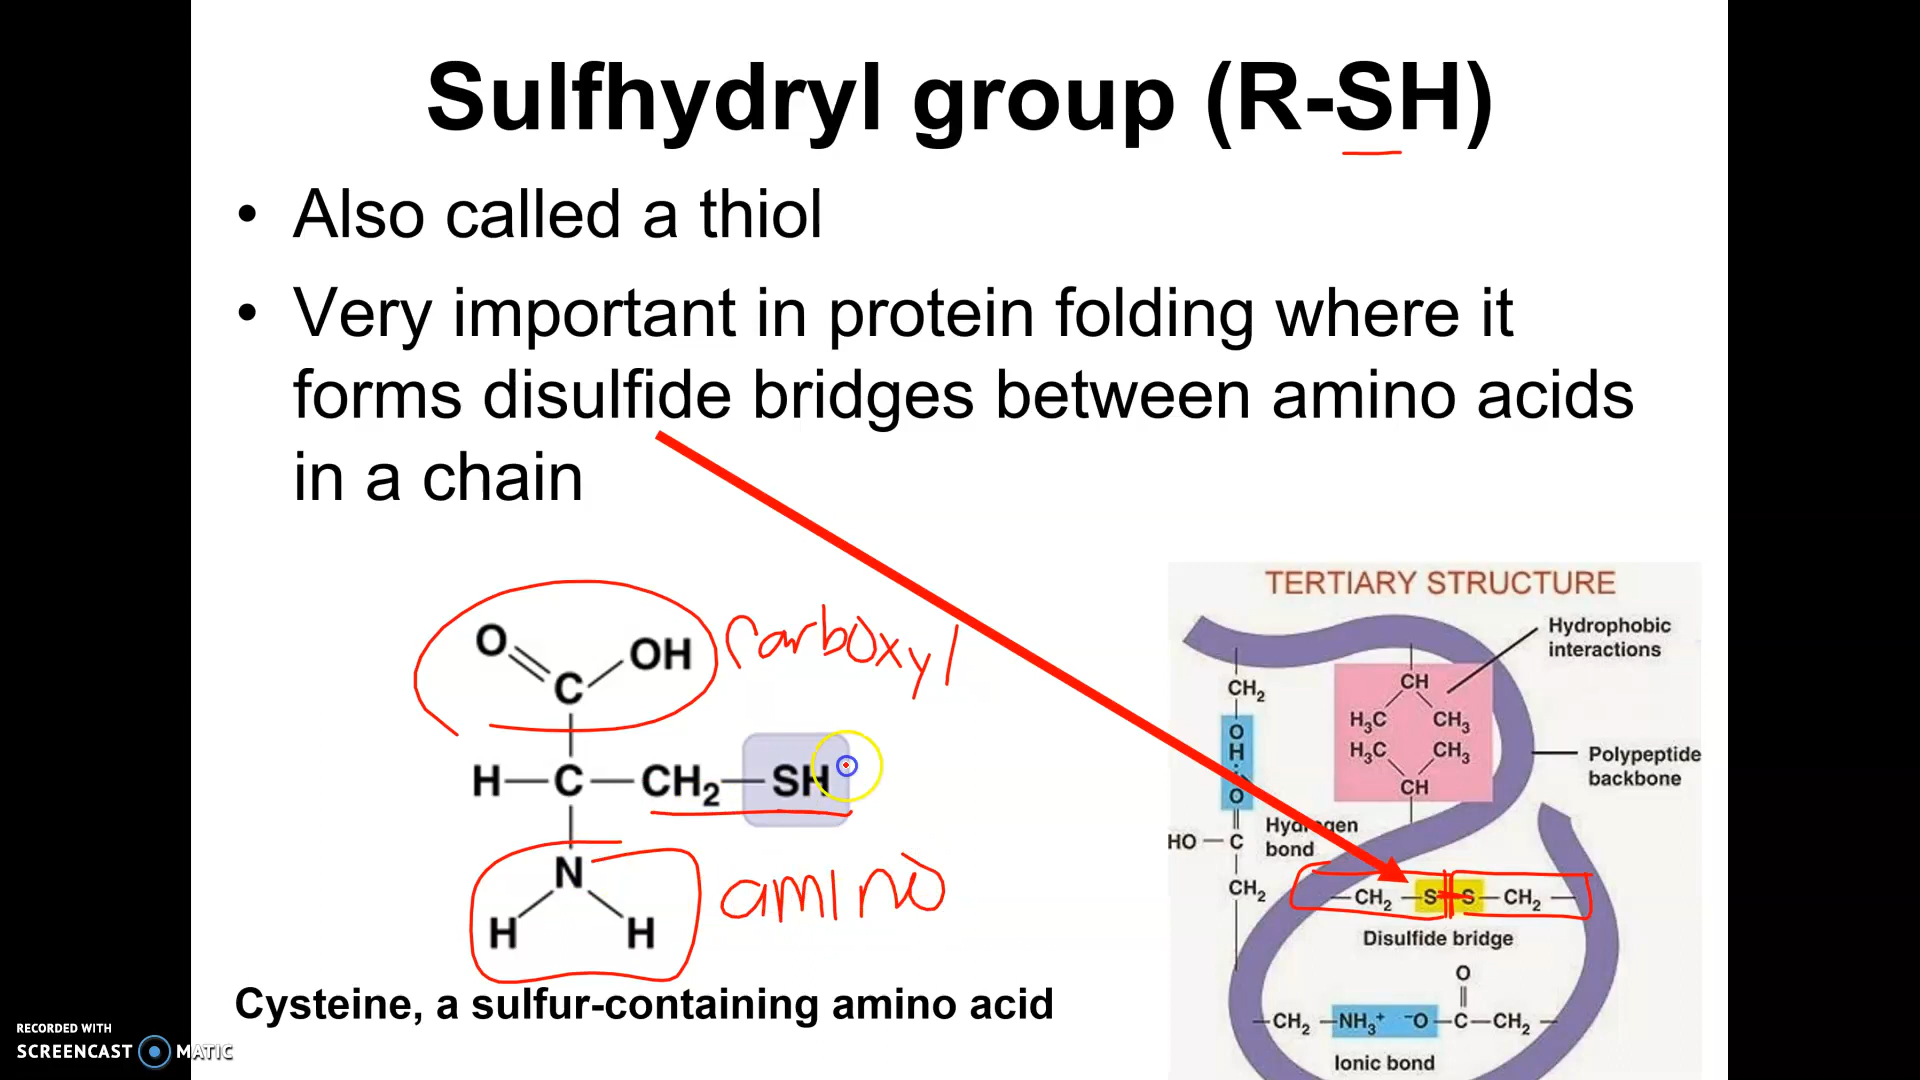 Sulfhydryl group (R-SH)
• Also called a thiol
• Very important in protein folding where it
forms disulfide bridges between amino acids
in a chain
O
OH
C
carboxyl
H—C—CH₂—SH
N
H H
amino
Cysteine, a sulfur-containing amino acid
TERTIARY STRUCTURE
Hydrophobic
interactions
CH₂
O
H
O
HO—C
CH₂
Hydrogen
bond
CH
H₃C CH₃
H₃C CH₃
CH
Polypeptide
backbone
—CH₂—S—S—CH₂—
Disulfide bridge
O
—CH₂—NH₃⁺ ⁻O—C—CH₂—
Ionic bond
RECORDED WITH
SCREENCAST MATIC